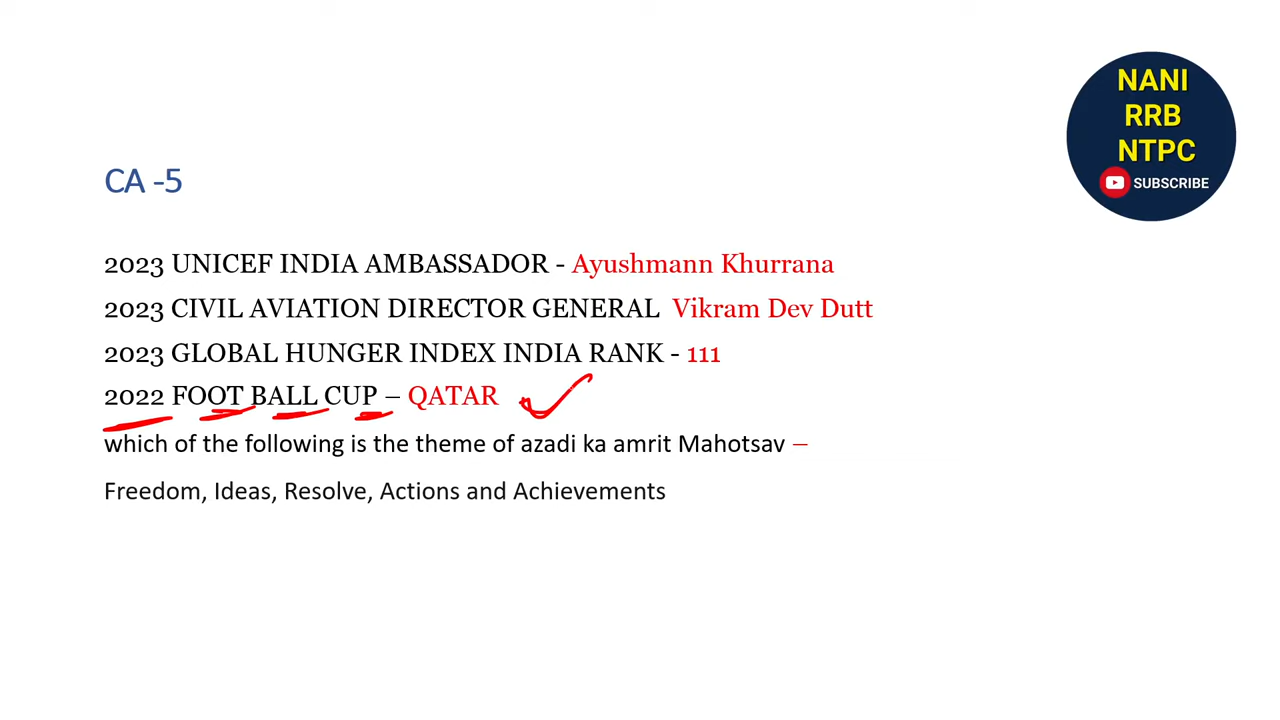 NANI
RRB
NTPC
SUBSCRIBE
CA -5
2023 UNICEF INDIA AMBASSADOR - Ayushmann Khurrana
2023 CIVIL AVIATION DIRECTOR GENERAL  Vikram Dev Dutt
2023 GLOBAL HUNGER INDEX INDIA RANK - 111
2022 FOOT BALL CUP – QATAR
which of the following is the theme of azadi ka amrit Mahotsav –
Freedom, Ideas, Resolve, Actions and Achievements